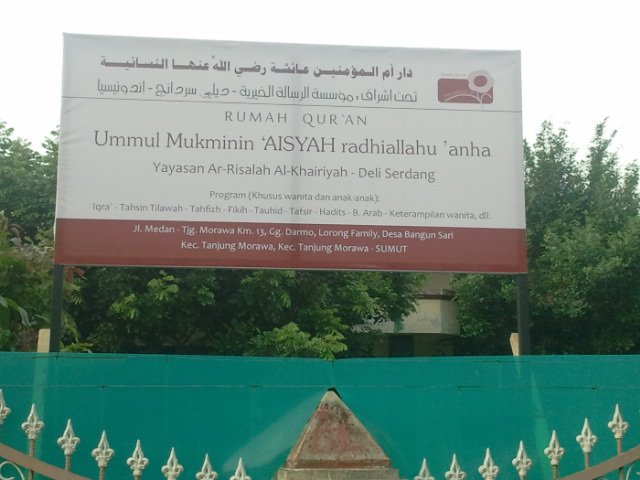 دار أم المؤمنين عائشة رضي الله عنها النسائية
تحت إشراف : مؤسسة الرسالة الخيرية - ديلي سردانج - اندونيسيا
RUMAH QUR'AN
Ummul Mukminin 'AISYAH radhiallahu 'anha
Yayasan Ar-Risalah Al-Khairiyah - Deli Serdang
Program (Khusus wanita dan anak-anak):
Iqra' - Tahsin Tilawah - Tahfizh - Fikih - Tauhid - Tafsir - Hadits - B. Arab - Keterampilan wanita, dll.
Jl. Medan - Tjg. Morawa Km. 13, Gg. Darmo, Lorong Family, Desa Bangun Sari
Kec. Tanjung Morawa, Kec. Tanjung Morawa - SUMUT